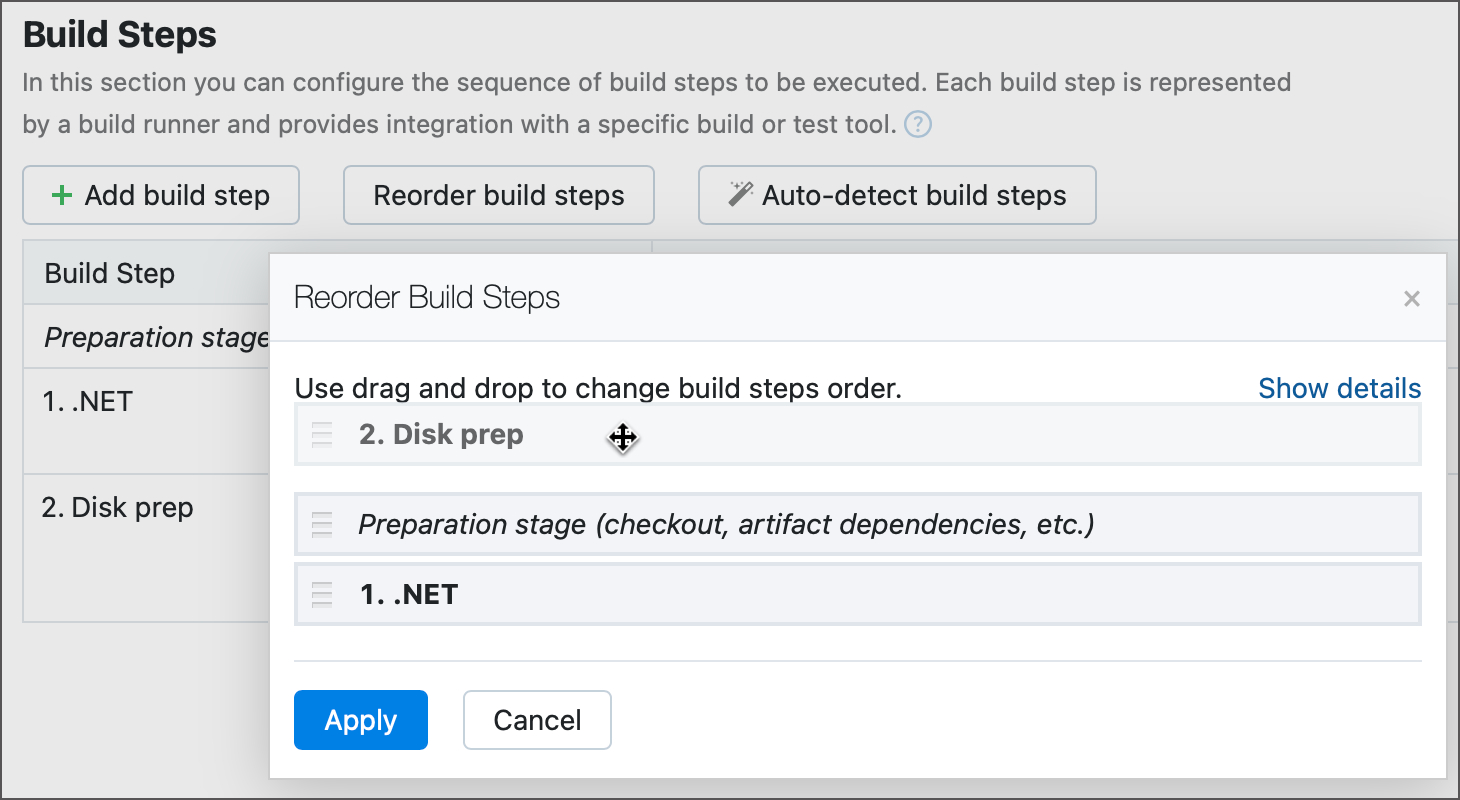 Build Steps
In this section you can configure the sequence of build steps to be executed. Each build step is represented
by a build runner and provides integration with a specific build or test tool. ?
+ Add build step
Reorder build steps
Auto-detect build steps
Build Step
Preparation stage
1. .NET
2. Disk prep
Reorder Build Steps
×
Use drag and drop to change build steps order.
Show details
2. Disk prep
Preparation stage (checkout, artifact dependencies, etc.)
1. .NET
Apply
Cancel